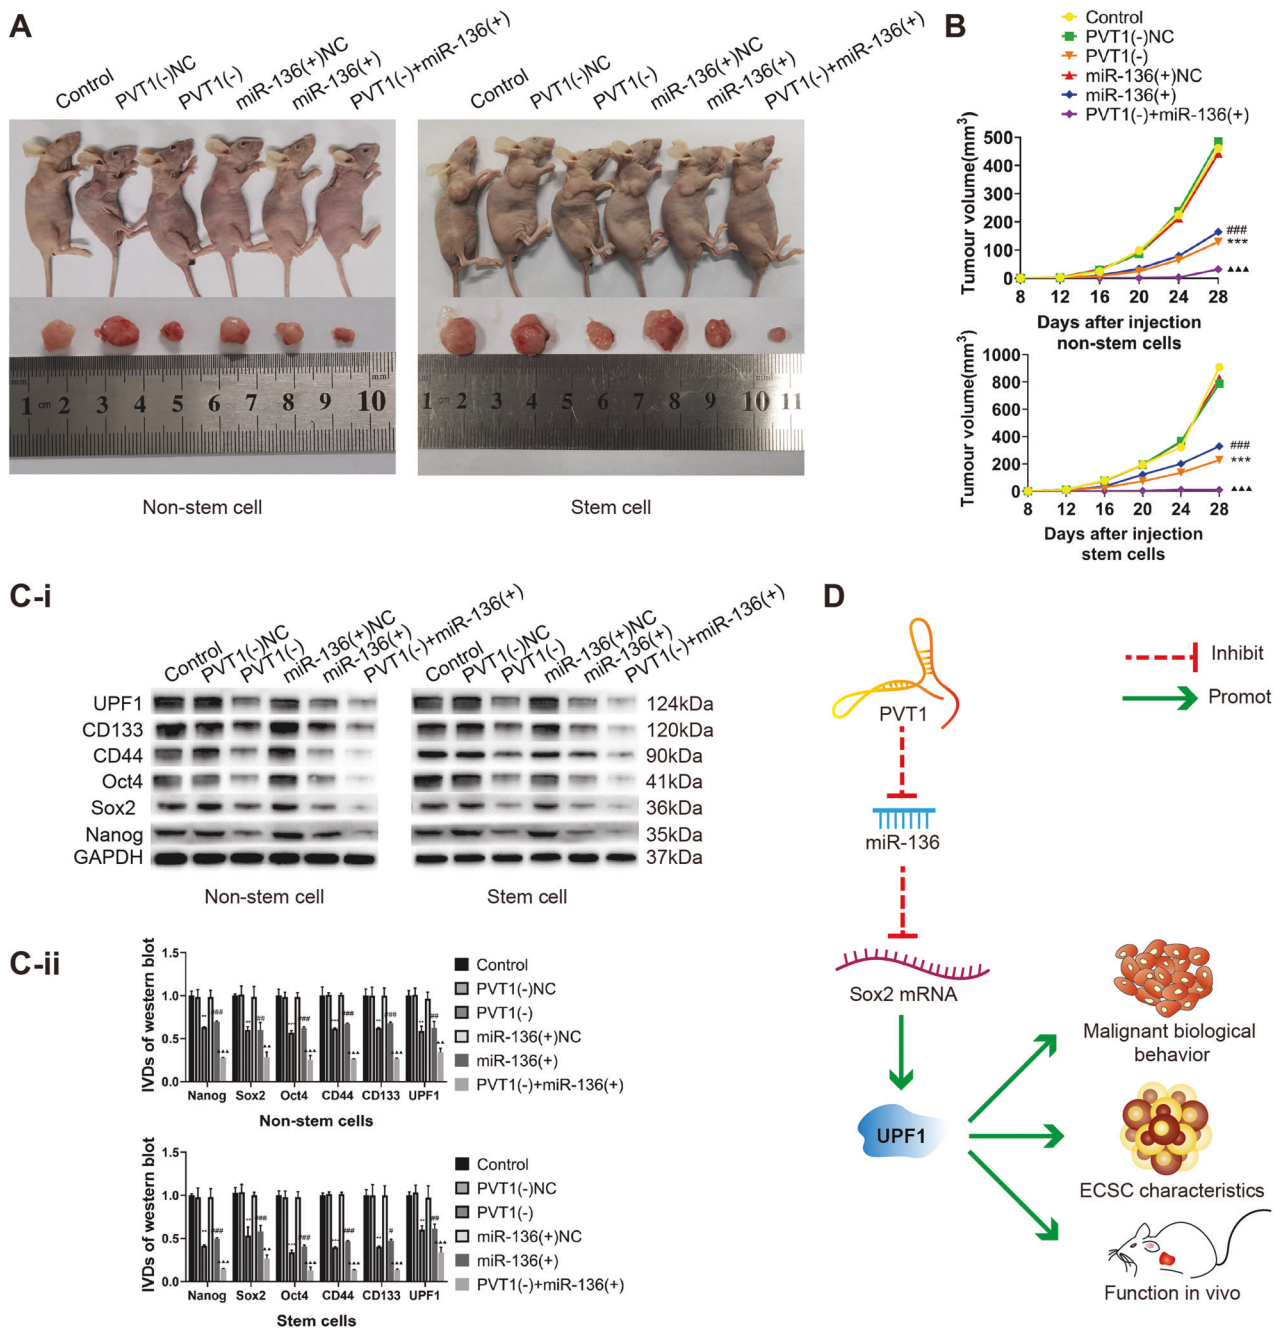 A
Control
PVT1(-)NC
PVT1(-)
miR-136(+)NC
miR-136(+)
PVT1(-)+miR-136(+)
Control
PVT1(-)NC
PVT1(-)
miR-136(+)NC
miR-136(+)
PVT1(-)+miR-136(+)
mm
mm
1 cm 2 3 4 5 6 7 8 9 10
1 2 3 4 5 6 7 8 9 10 11
Non-stem cell
Stem cell
B
Control
PVT1(-)NC
PVT1(-)
miR-136(+)NC
miR-136(+)
PVT1(-)+miR-136(+)
Tumour volume(mm³)
500
400
300
200
100
0
###
***
▲▲▲
8 12 16 20 24 28
Days after injection
non-stem cells
Tumour volume(mm³)
1000
800
600
400
200
0
###
***
▲▲▲
8 12 16 20 24 28
Days after injection
stem cells
C-i
Control
PVT1(-)NC
PVT1(-)
miR-136(+)NC
miR-136(+)
PVT1(-)+miR-136(+)
Control
PVT1(-)NC
PVT1(-)
miR-136(+)NC
miR-136(+)
PVT1(-)+miR-136(+)
UPF1 124kDa
CD133 120kDa
CD44 90kDa
Oct4 41kDa
Sox2 36kDa
Nanog 35kDa
GAPDH 37kDa
Non-stem cell
Stem cell
C-ii
IVDs of western blot
1.5
1.0
0.5
0.0
Nanog Sox2 Oct4 CD44 CD133 UPF1
Non-stem cells
Control
PVT1(-)NC
PVT1(-)
miR-136(+)NC
miR-136(+)
PVT1(-)+miR-136(+)
IVDs of western blot
1.5
1.0
0.5
0.0
Nanog Sox2 Oct4 CD44 CD133 UPF1
Stem cells
Control
PVT1(-)NC
PVT1(-)
miR-136(+)NC
miR-136(+)
PVT1(-)+miR-136(+)
D
PVT1
Inhibit
Promot
miR-136
Sox2 mRNA
UPF1
Malignant biological
behavior
ECSC characteristics
Function in vivo